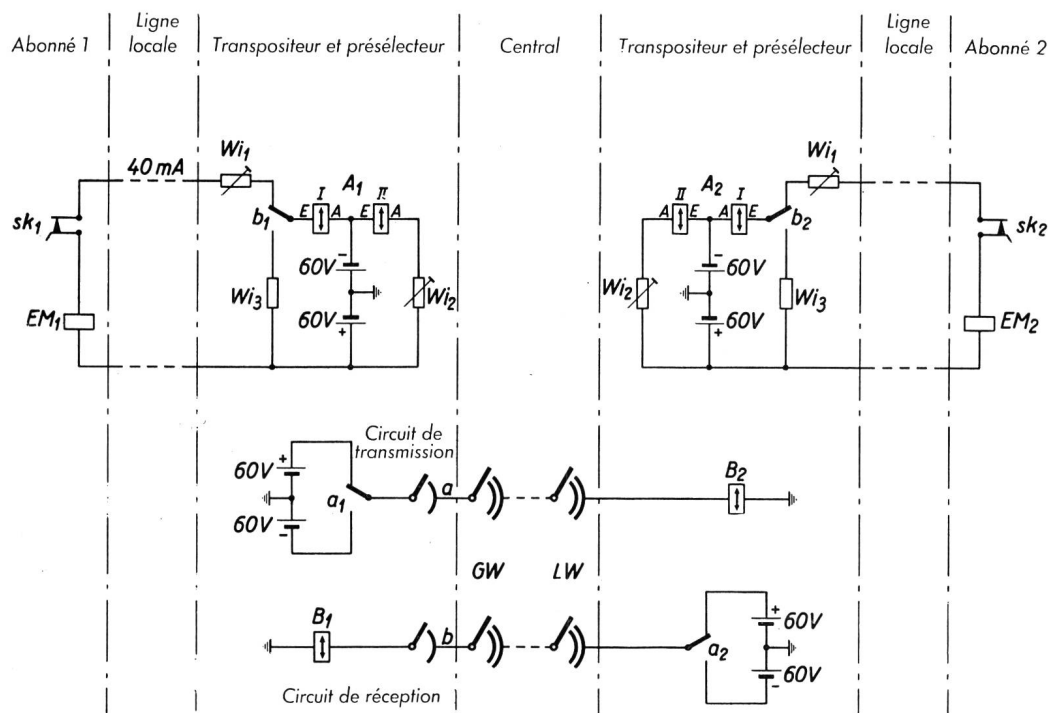 Abonné 1
Ligne locale
Transpositeur et présélecteur
Central
Transpositeur et présélecteur
Ligne locale
Abonné 2
40 mA
Wi1
I
A1
II
b1
E
A
E
A
sk1
60V
-
Wi3
Wi2
60V
+
EM1
Wi1
II
A2
I
A
E
A
E
b2
sk2
-
60V
Wi2
Wi3
60V
+
EM2
Circuit de transmission
60V
+
a1
a
B2
60V
-
GW
LW
B1
b
a2
+
60V
60V
-
Circuit de réception